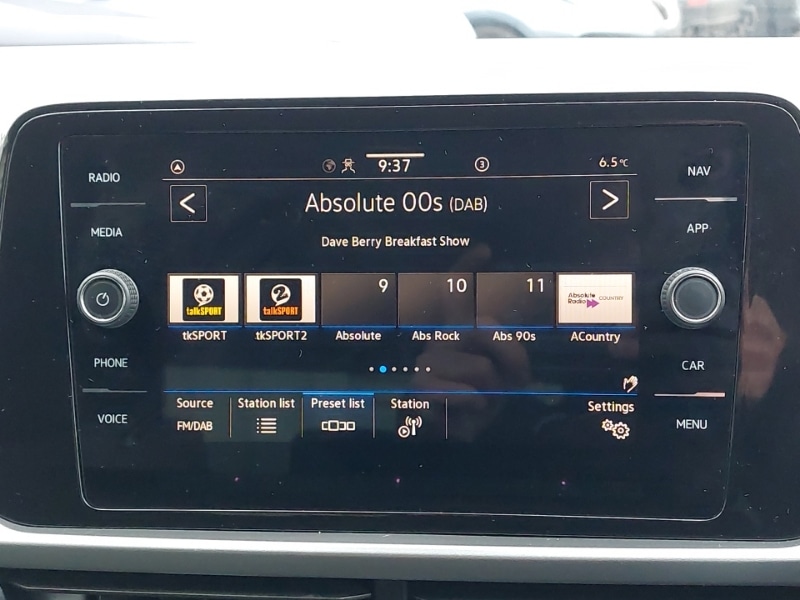 RADIO
MEDIA
PHONE
VOICE
9:37
3
6.5°C
Absolute 00s (DAB)
Dave Berry Breakfast Show
talkSPORT
2
talkSPORT
9
10
11
Absolute
Radio COUNTRY
tkSPORT tkSPORT2 Absolute Abs Rock Abs 90s ACountry
Source Station list Preset list Station Settings
FM/DAB
NAV
APP
CAR
MENU